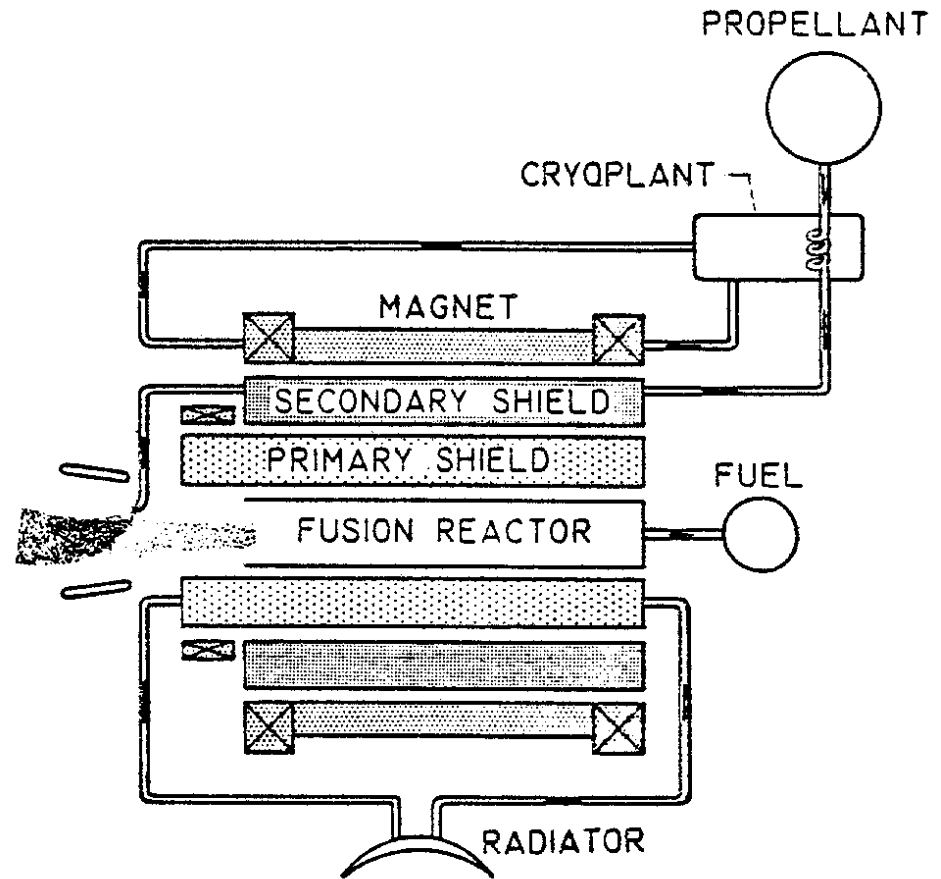 PROPELLANT
CRYOPLANT
MAGNET
SECONDARY SHIELD
PRIMARY SHIELD
FUEL
FUSION REACTOR
RADIATOR